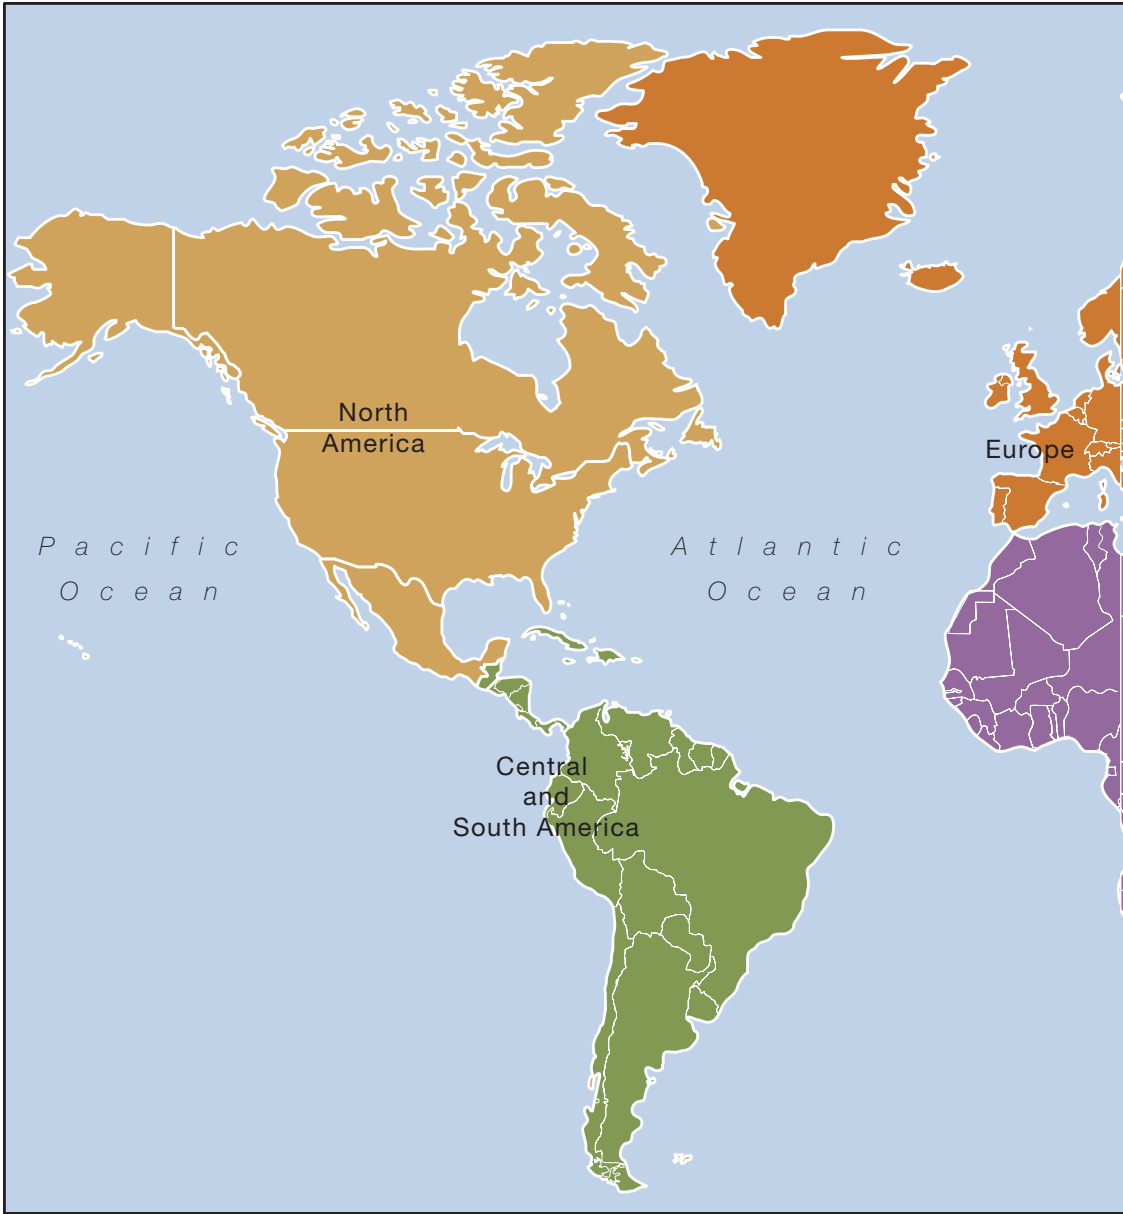 North
America
Europe
Pacific
Ocean
Atlantic
Ocean
Central
and
South America